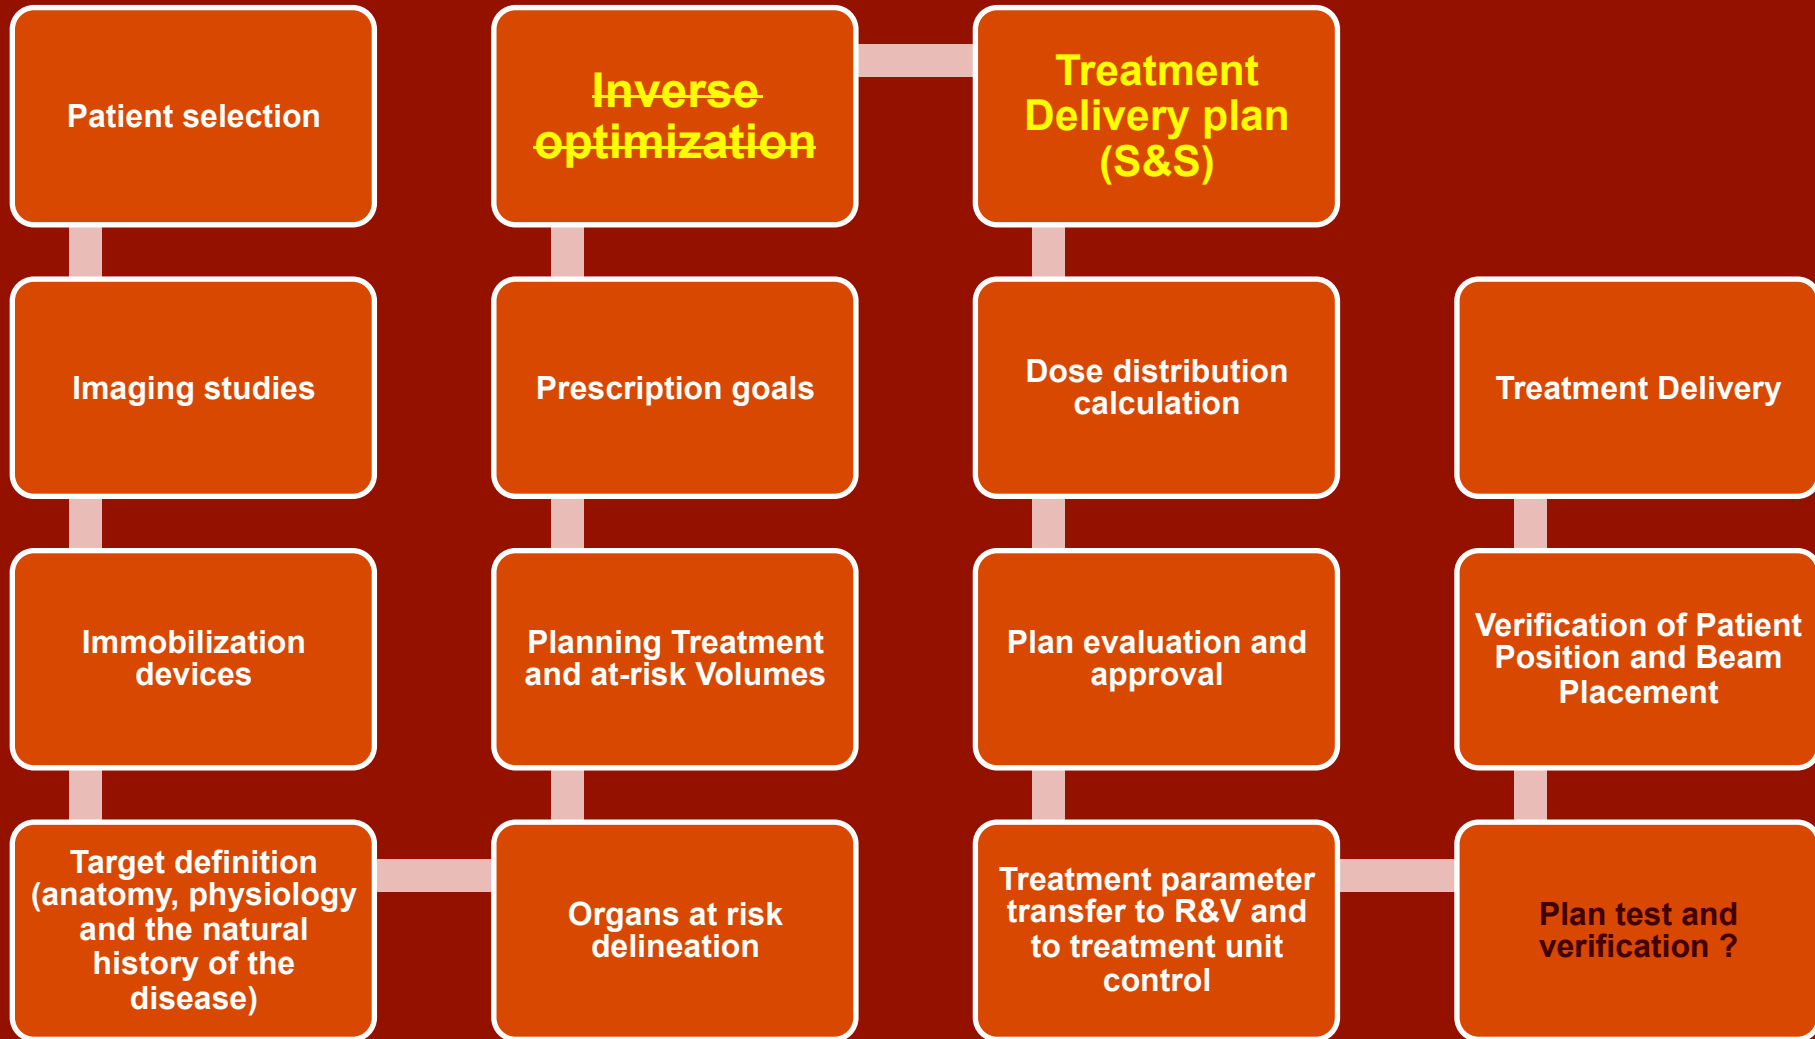 Patient selection
Imaging studies
Immobilization
devices
Target definition
(anatomy, physiology
and the natural
history of the
disease)
Organs at risk
delineation
Planning Treatment
and at-risk Volumes
Prescription goals
Inverse
optimization
Treatment
Delivery plan
(S&S)
Dose distribution
calculation
Plan evaluation and
approval
Treatment parameter
transfer to R&V and
to treatment unit
control
Plan test and
verification ?
Verification of Patient
Position and Beam
Placement
Treatment Delivery